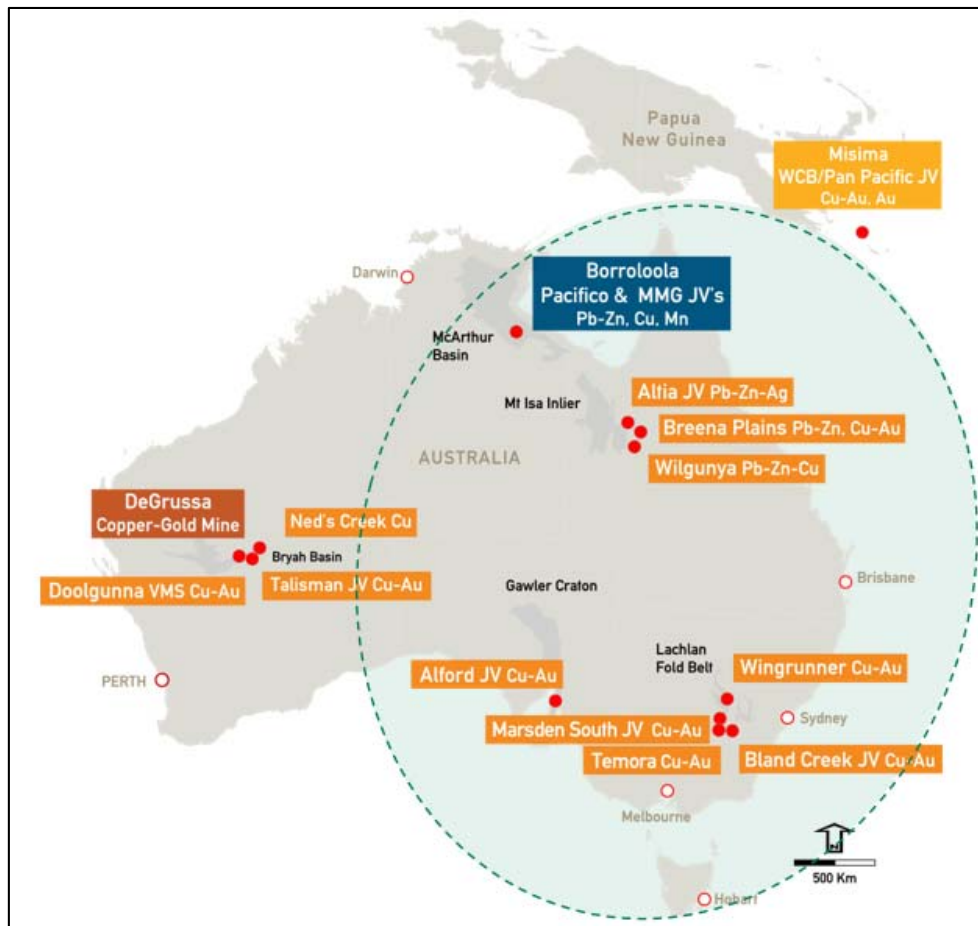 Papua
New Guinea
Misima
WCB/Pan Pacific JV
Cu-Au, Au
Darwin
Borroloola
Pacifico & MMG JV's
Pb-Zn, Cu, Mn
McArthur
Basin
Mt Isa Inlier
Altia JV Pb-Zn-Ag
Breena Plains Pb-Zn, Cu-Au
Wilgunya Pb-Zn-Cu
AUSTRALIA
DeGrussa
Copper-Gold Mine
Ned's Creek Cu
Bryah Basin
Doolgunna VMS Cu-Au
Talisman JV Cu-Au
Gawler Craton
Brisbane
PERTH
Lachlan
Fold Belt
Wingrunner Cu-Au
Alford JV Cu-Au
Marsden South JV Cu-Au
Sydney
Temora Cu-Au
Bland Creek JV Cu-Au
Melbourne
N
500 Km
Hobart